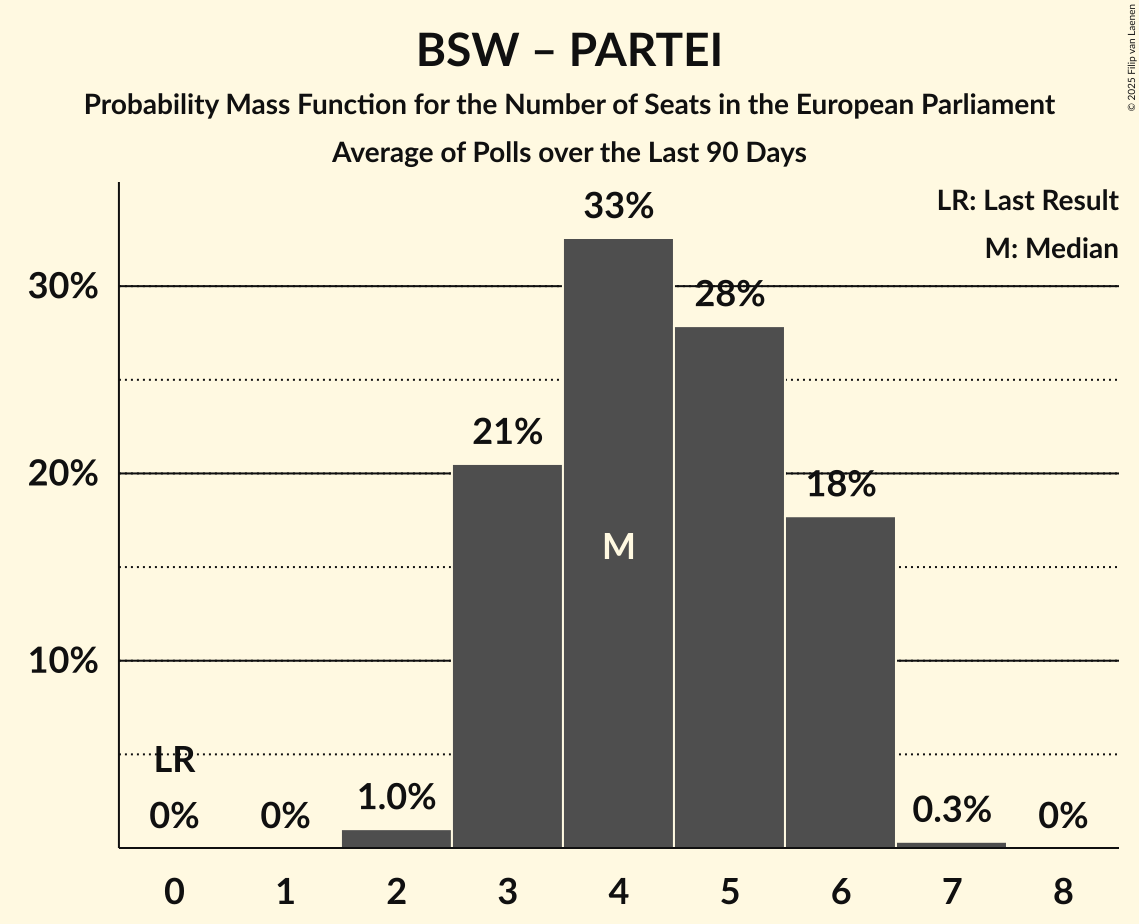 BSW – PARTEI
Probability Mass Function for the Number of Seats in the European Parliament
Average of Polls over the Last 90 Days
© 2025 Filip van Laenen
LR: Last Result
M: Median
33%
30%
28%
21%
20%
18%
M
10%
LR
0%
0%
1.0%
0.3%
0%
0 1 2 3 4 5 6 7 8